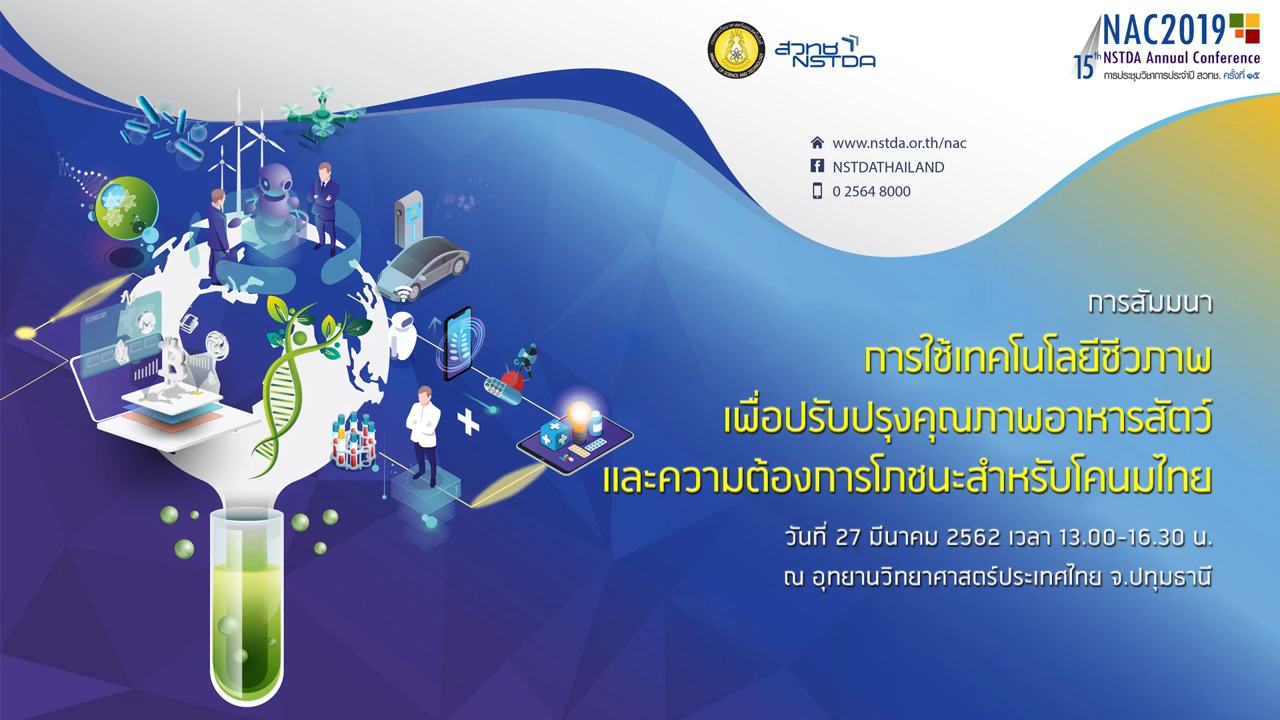 สวทช
NSTDA
NAC2019
15th NSTDA Annual Conference
การประชุมวิชาการประจำปี สวทช. ครั้งที่ ๑๕
www.nstda.or.th/nac
NSTDATHAILAND
0 2564 8000
การสัมมนา
การใช้เทคโนโลยีชีวภาพ
เพื่อปรับปรุงคุณภาพอาหารสัตว์
และความต้องการโภชนะสำหรับโคนมไทย
วันที่ 27 มีนาคม 2562 เวลา 13.00-16.30 น.
ณ อุทยานวิทยาศาสตร์ประเทศไทย จ.ปทุมธานี